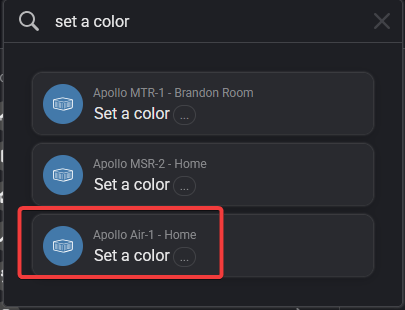 set a color
Apollo MTR-1 - Brandon Room
Set a color ...
Apollo MSR-2 - Home
Set a color ...
Apollo Air-1 - Home
Set a color ...